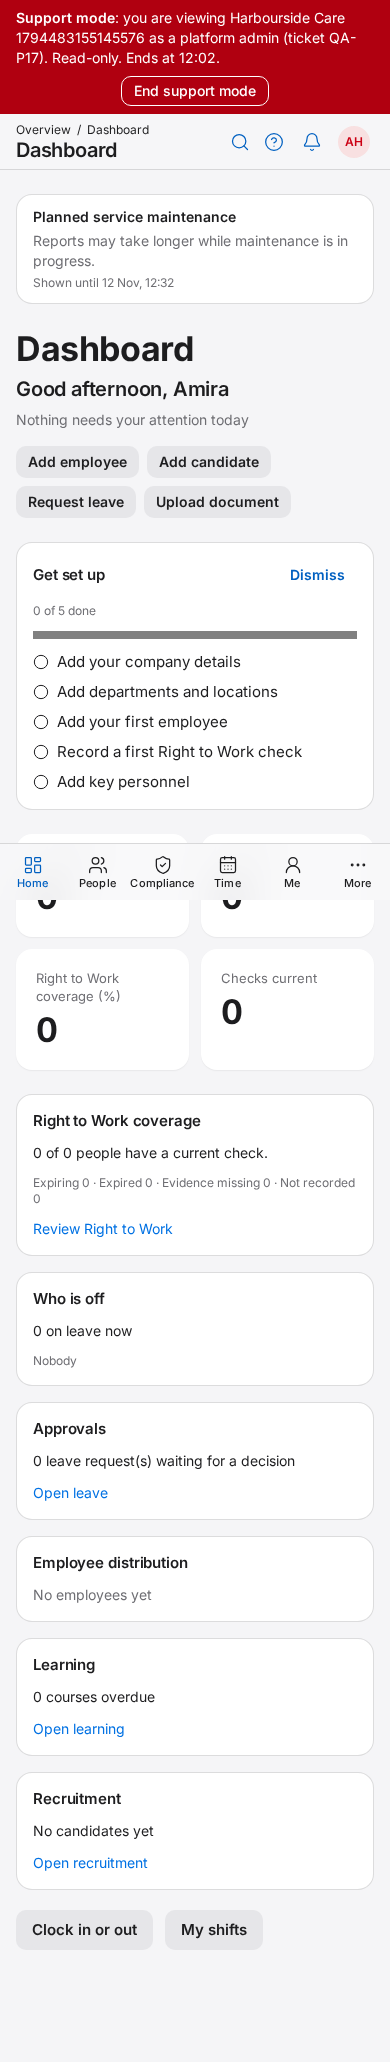 Support mode: you are viewing Harbourside Care
1794483155145576 as a platform admin (ticket QA-
P17). Read-only. Ends at 12:02.
End support mode
Overview / Dashboard
Dashboard
AH
Planned service maintenance
Reports may take longer while maintenance is in
progress.
Shown until 12 Nov, 12:32
Dashboard
Good afternoon, Amira
Nothing needs your attention today
Add employee
Add candidate
Request leave
Upload document
Get set up
Dismiss
0 of 5 done
Add your company details
Add departments and locations
Add your first employee
Record a first Right to Work check
Add key personnel
Home
People
Compliance
Time
Me
More
0
0
Right to Work
coverage (%)
0
Checks current
0
Right to Work coverage
0 of 0 people have a current check.
Expiring 0 · Expired 0 · Evidence missing 0 · Not recorded
0
Review Right to Work
Who is off
0 on leave now
Nobody
Approvals
0 leave request(s) waiting for a decision
Open leave
Employee distribution
No employees yet
Learning
0 courses overdue
Open learning
Recruitment
No candidates yet
Open recruitment
Clock in or out
My shifts